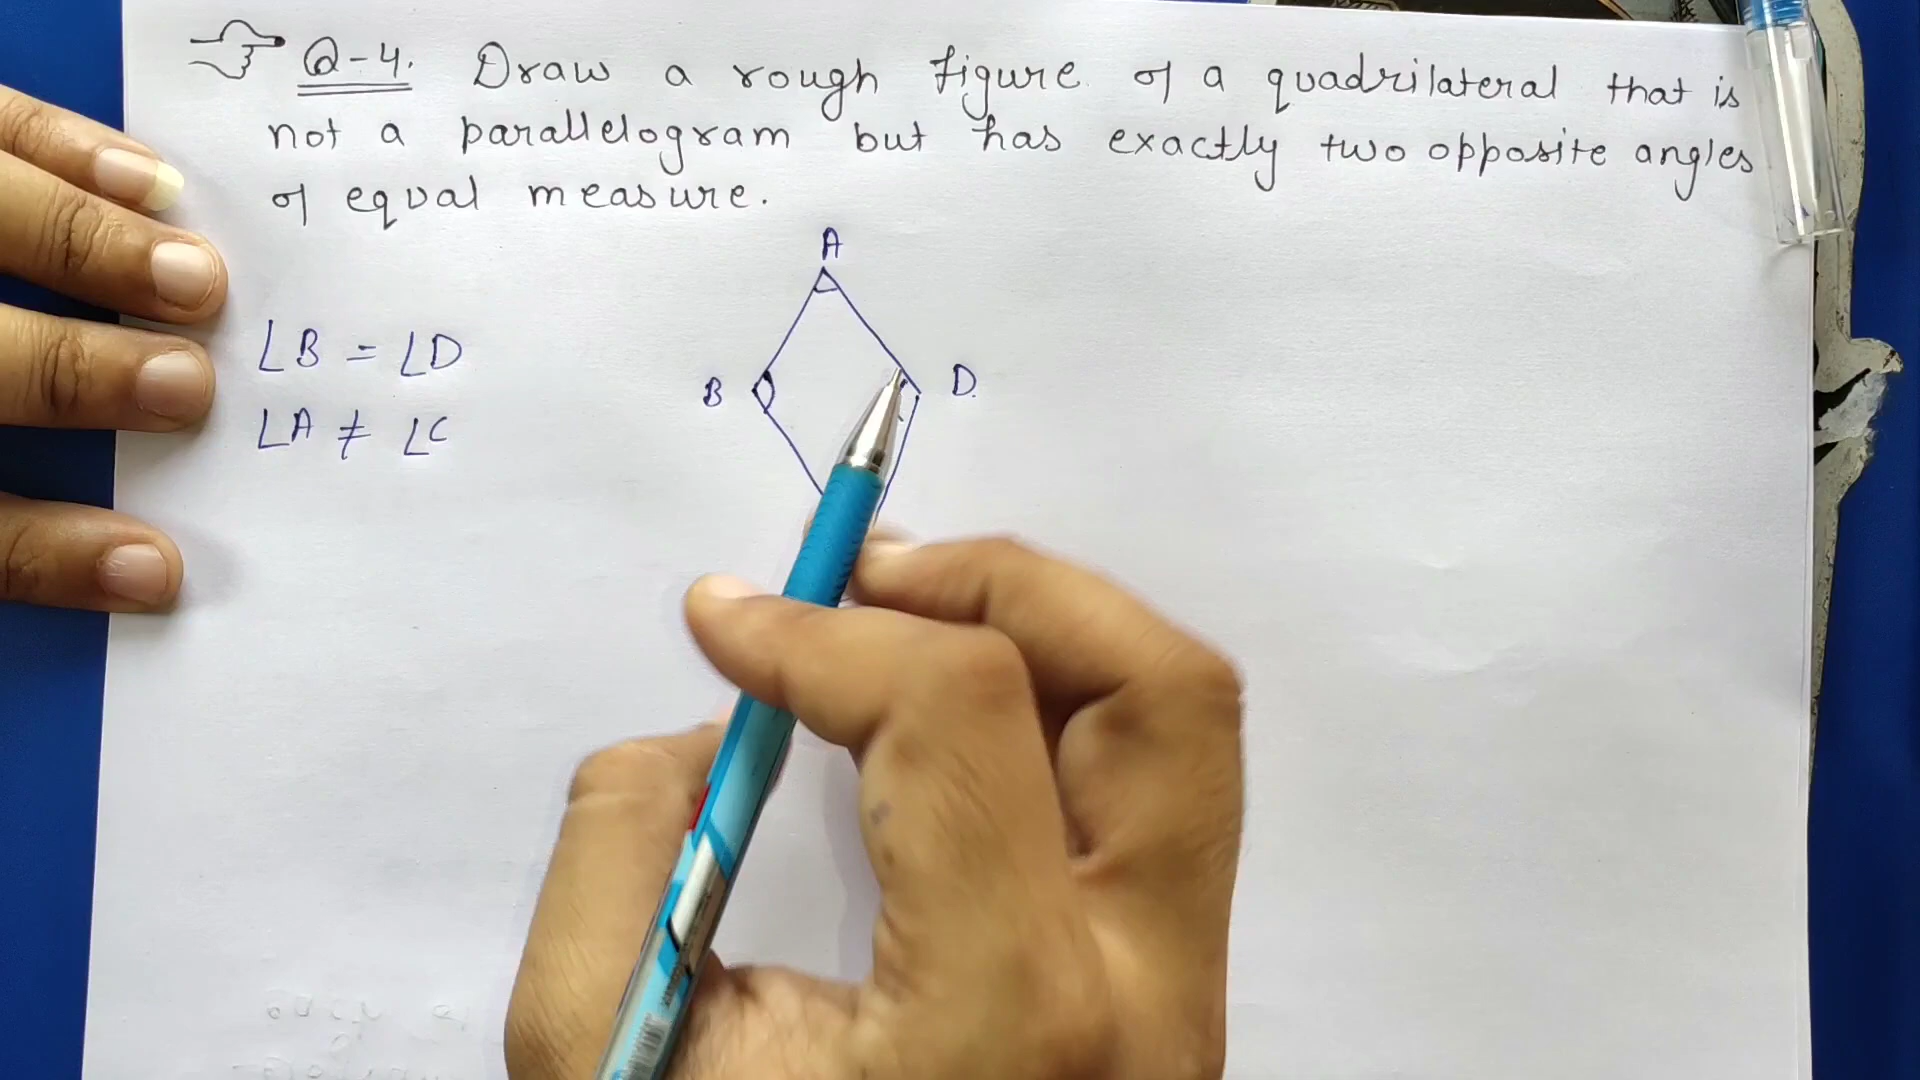 Q-4. Draw a rough figure of a quadrilateral that is
not a parallelogram but has exactly two opposite angles
of equal measure.
A
∠B = ∠D
B
D.
∠A ≠ ∠C